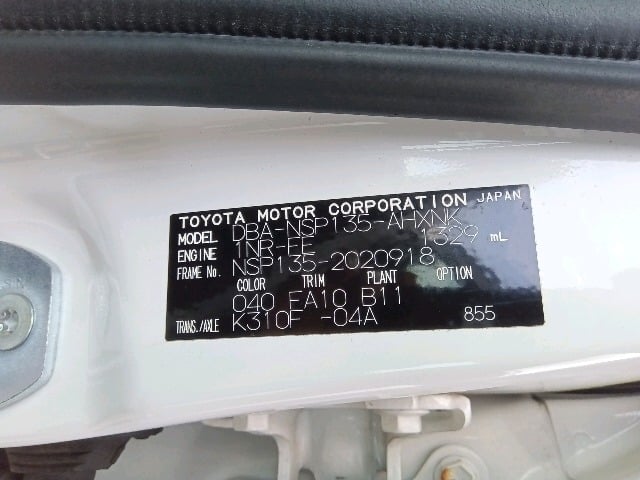 TOYOTA MOTOR CORPORATION JAPAN
MODEL DBA-NSP135-AHXNK
ENGINE 1NR-FE 1329 mL
FRAME No. NSP135-2020918
COLOR TRIM PLANT OPTION
040 FA10 B11
TRANS./AXLE K310F -04A 855